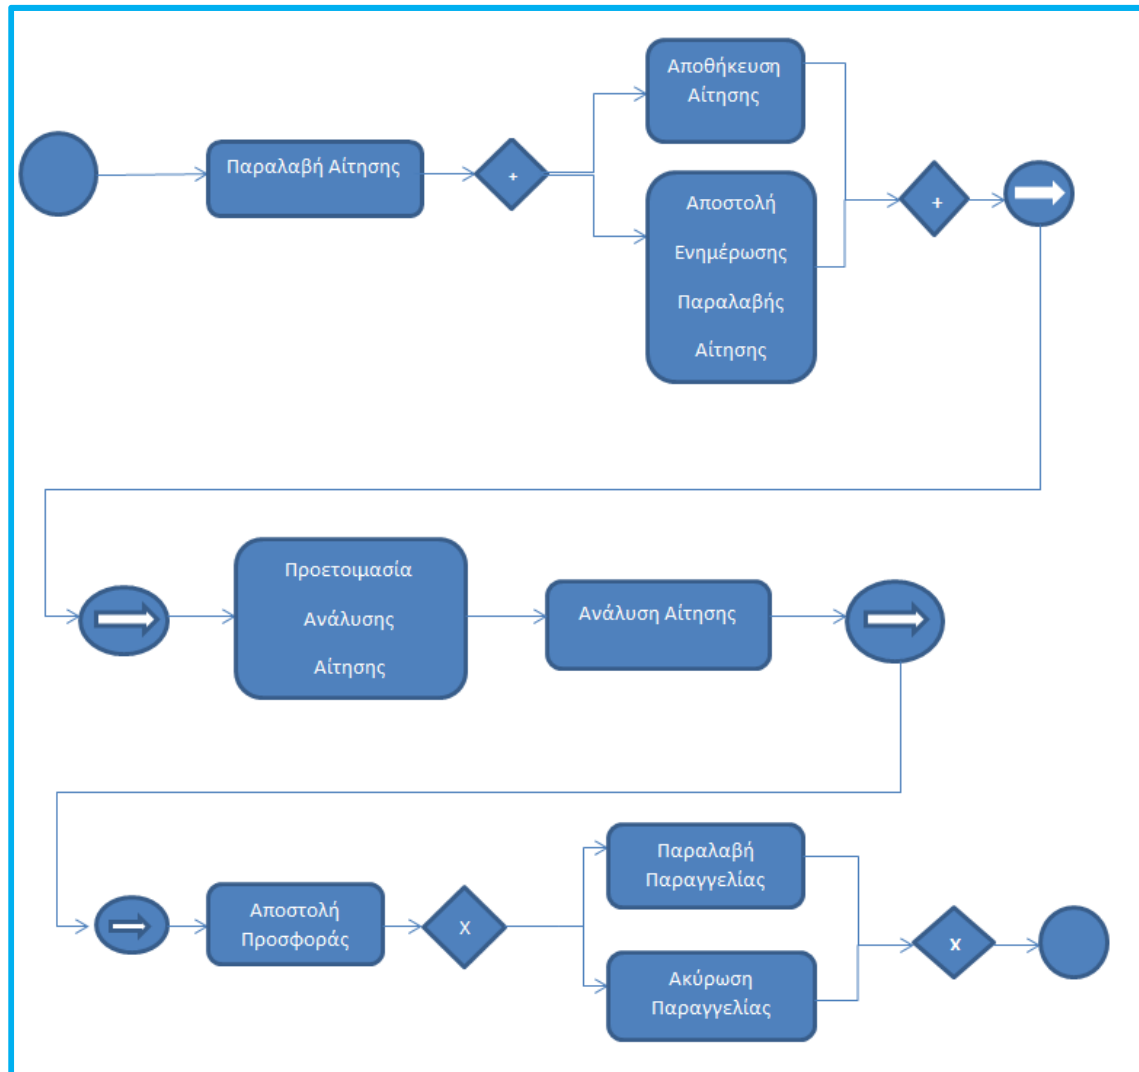 Αποθήκευση
Αίτησης
Παραλαβή Αίτησης
+
Αποστολή
Ενημέρωσης
Παραλαβής
Αίτησης
+
Προετοιμασία
Ανάλυσης
Αίτησης
Ανάλυση Αίτησης
Αποστολή
Προσφοράς
X
Παραλαβή
Παραγγελίας
Ακύρωση
Παραγγελίας
x